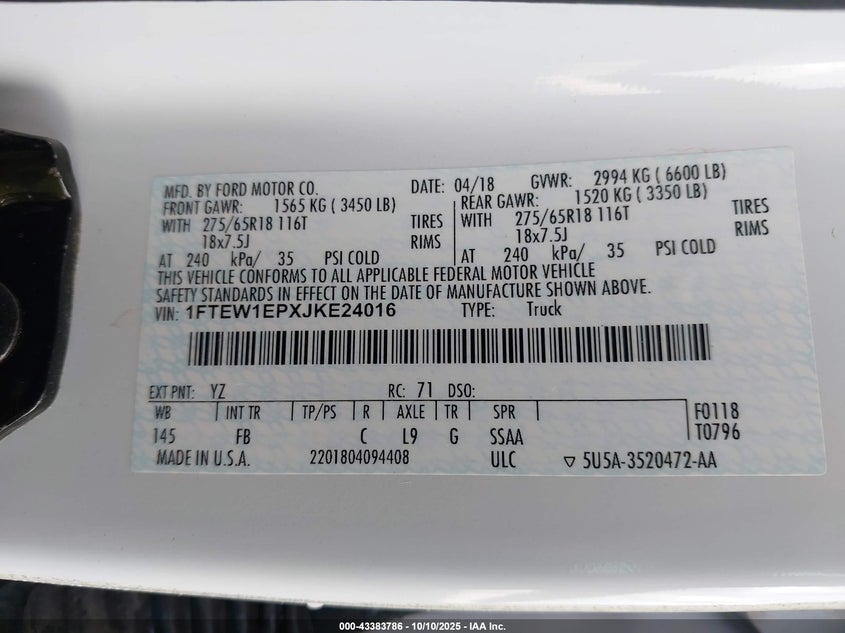 MFD. BY FORD MOTOR CO. DATE: 04/18 GVWR: 2994 KG ( 6600 LB)
FRONT GAWR: 1565 KG ( 3450 LB) REAR GAWR: 1520 KG ( 3350 LB)
WITH 275/65R18 116T TIRES WITH 275/65R18 116T TIRES
18x7.5J RIMS 18x7.5J RIMS
AT 240 kPa/ 35 PSI COLD AT 240 kPa/ 35 PSI COLD
THIS VEHICLE CONFORMS TO ALL APPLICABLE FEDERAL MOTOR VEHICLE
SAFETY STANDARDS IN EFFECT ON THE DATE OF MANUFACTURE SHOWN ABOVE.
VIN: 1FTEW1EPXJKE24016 TYPE: Truck
EXT PNT: YZ RC: 71 DSO:
WB INT TR TP/PS R AXLE TR SPR F0118
145 FB C L9 G SSAA T0796
MADE IN U.S.A. 2201804094408 ULC ▽ 5U5A-3520472-AA
000-43383786 - 10/10/2025 - IAA Inc.